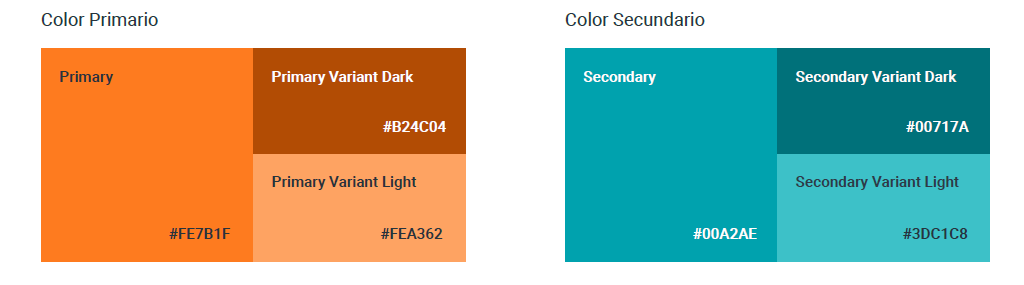 Color Primario
Primary
#FE7B1F
Primary Variant Dark
#B24C04
Primary Variant Light
#FEA362
Color Secundario
Secondary
#00A2AE
Secondary Variant Dark
#00717A
Secondary Variant Light
#3DC1C8